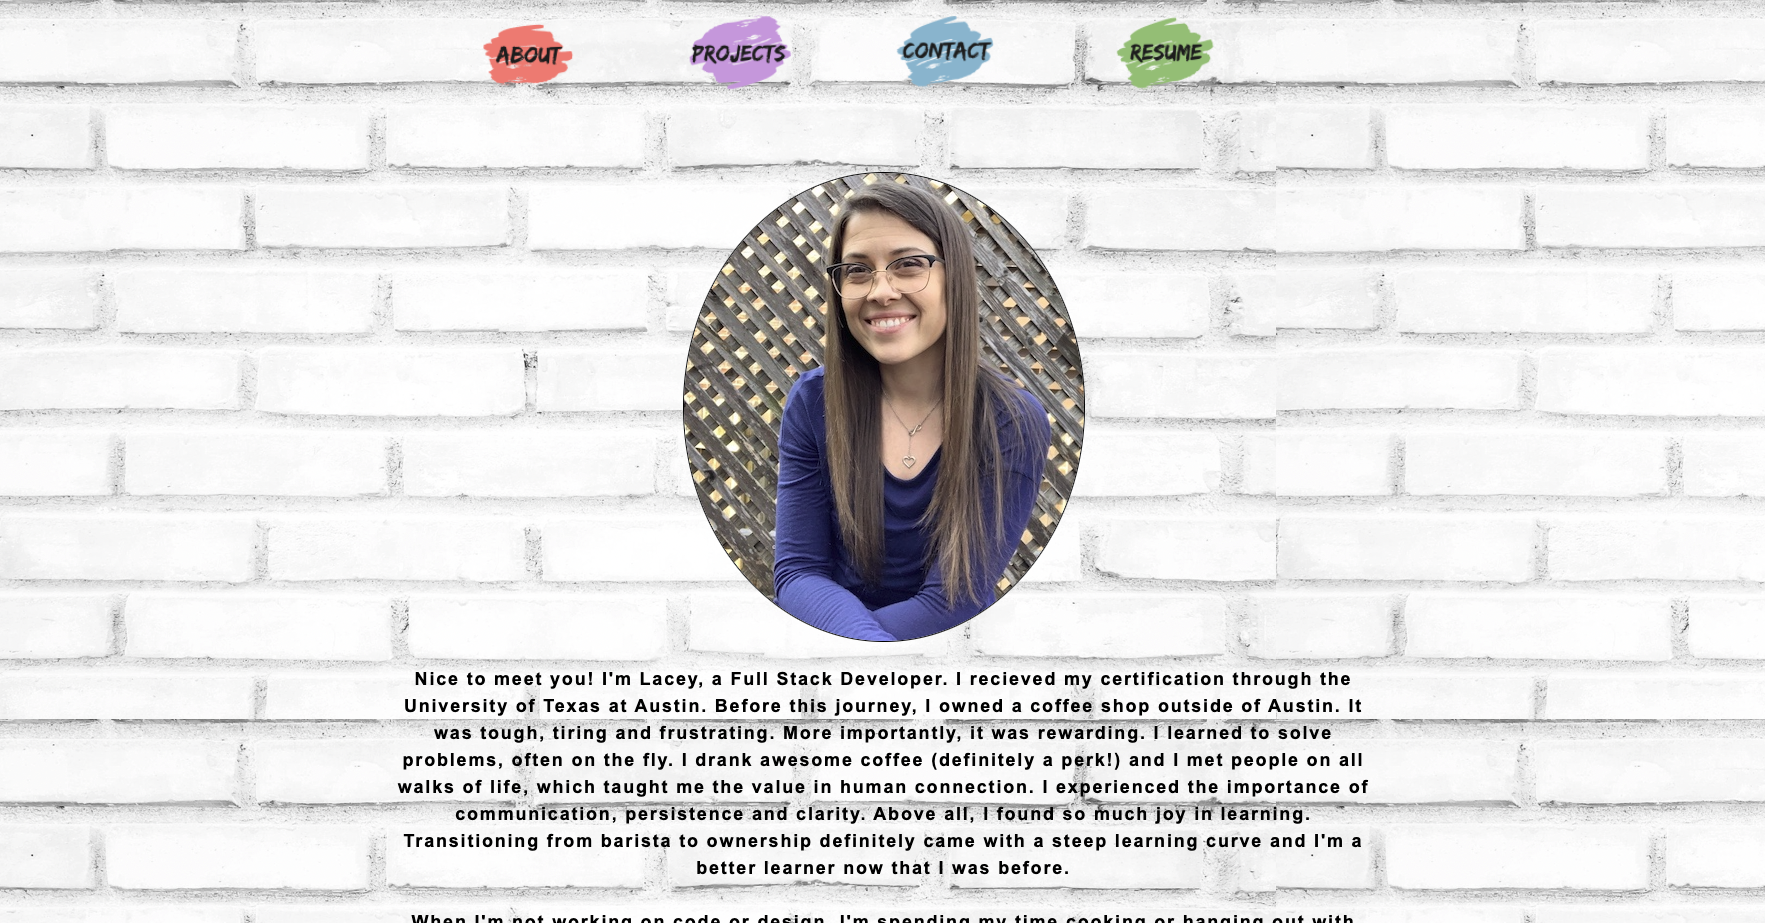 ABOUT
PROJECTS
CONTACT
RESUME
Nice to meet you! I'm Lacey, a Full Stack Developer. I recieved my certification through the
University of Texas at Austin. Before this journey, I owned a coffee shop outside of Austin. It
was tough, tiring and frustrating. More importantly, it was rewarding. I learned to solve
problems, often on the fly. I drank awesome coffee (definitely a perk!) and I met people on all
walks of life, which taught me the value in human connection. I experienced the importance of
communication, persistence and clarity. Above all, I found so much joy in learning.
Transitioning from barista to ownership definitely came with a steep learning curve and I'm a
better learner now that I was before.
When I'm not working on code or design, I'm spending my time cooking or hanging out with